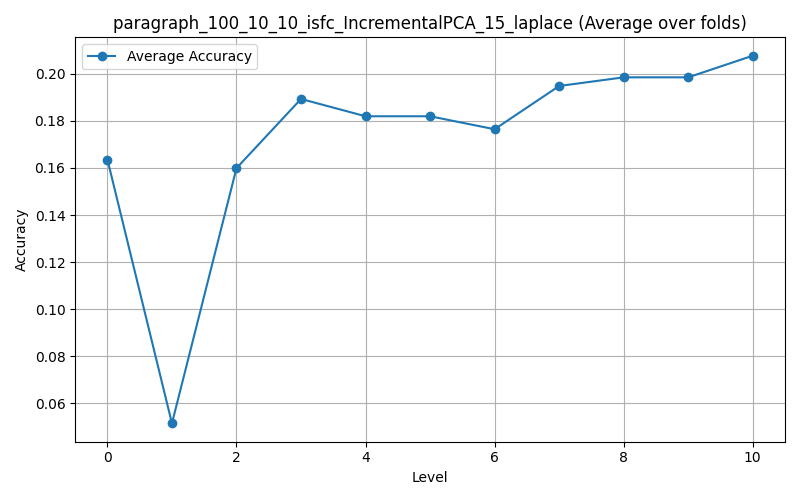 paragraph_100_10_10_isfc_IncrementalPCA_15_laplace (Average over folds)
Average Accuracy
0.20
0.18
0.16
0.14
0.12
0.10
0.08
0.06
Accuracy
0 2 4 6 8 10
Level